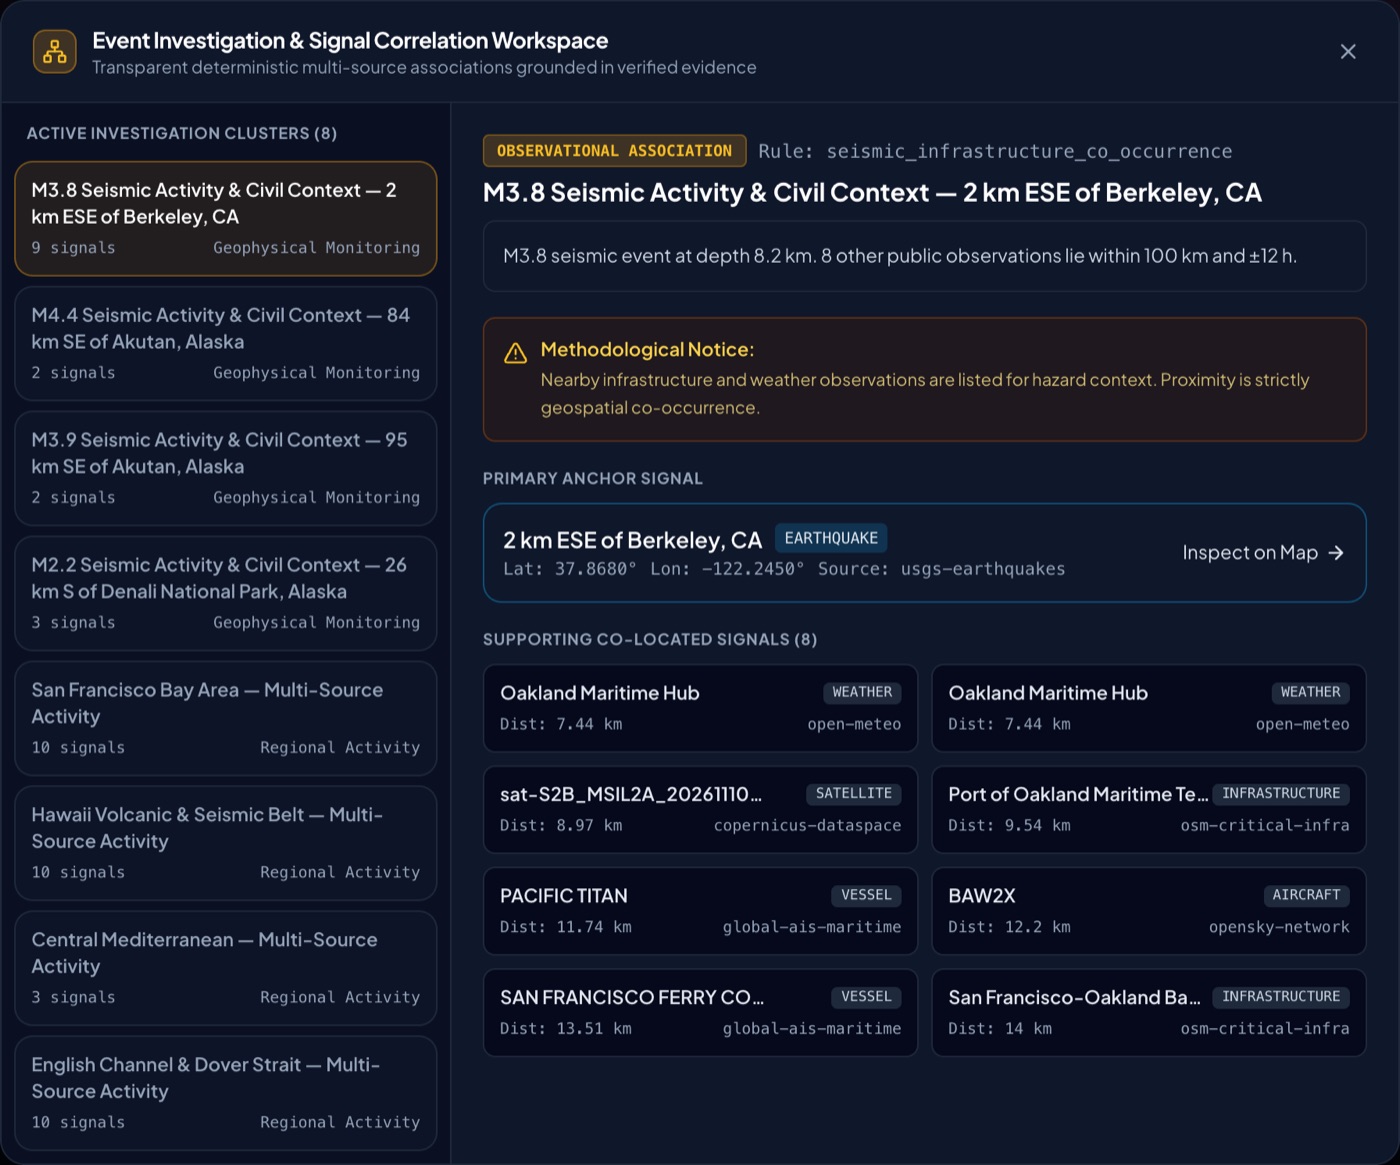 Event Investigation & Signal Correlation Workspace
Transparent deterministic multi-source associations grounded in verified evidence
ACTIVE INVESTIGATION CLUSTERS (8)
M3.8 Seismic Activity & Civil Context — 2
km ESE of Berkeley, CA
9 signals Geophysical Monitoring
M4.4 Seismic Activity & Civil Context — 84
km SE of Akutan, Alaska
2 signals Geophysical Monitoring
M3.9 Seismic Activity & Civil Context — 95
km SE of Akutan, Alaska
2 signals Geophysical Monitoring
M2.2 Seismic Activity & Civil Context — 26
km S of Denali National Park, Alaska
3 signals Geophysical Monitoring
San Francisco Bay Area — Multi-Source
Activity
10 signals Regional Activity
Hawaii Volcanic & Seismic Belt — Multi-
Source Activity
10 signals Regional Activity
Central Mediterranean — Multi-Source
Activity
3 signals Regional Activity
English Channel & Dover Strait — Multi-
Source Activity
10 signals Regional Activity
OBSERVATIONAL ASSOCIATION Rule: seismic_infrastructure_co_occurrence
M3.8 Seismic Activity & Civil Context — 2 km ESE of Berkeley, CA
M3.8 seismic event at depth 8.2 km. 8 other public observations lie within 100 km and ±12 h.
Methodological Notice:
Nearby infrastructure and weather observations are listed for hazard context. Proximity is strictly
geospatial co-occurrence.
PRIMARY ANCHOR SIGNAL
2 km ESE of Berkeley, CA EARTHQUAKE
Lat: 37.8680° Lon: -122.2450° Source: usgs-earthquakes
Inspect on Map →
SUPPORTING CO-LOCATED SIGNALS (8)
Oakland Maritime Hub WEATHER
Dist: 7.44 km open-meteo
Oakland Maritime Hub WEATHER
Dist: 7.44 km open-meteo
sat-S2B_MSIL2A_20261110... SATELLITE
Dist: 8.97 km copernicus-dataspace
Port of Oakland Maritime Te... INFRASTRUCTURE
Dist: 9.54 km osm-critical-infra
PACIFIC TITAN VESSEL
Dist: 11.74 km global-ais-maritime
BAW2X AIRCRAFT
Dist: 12.2 km opensky-network
SAN FRANCISCO FERRY CO... VESSEL
Dist: 13.51 km global-ais-maritime
San Francisco-Oakland Ba... INFRASTRUCTURE
Dist: 14 km osm-critical-infra